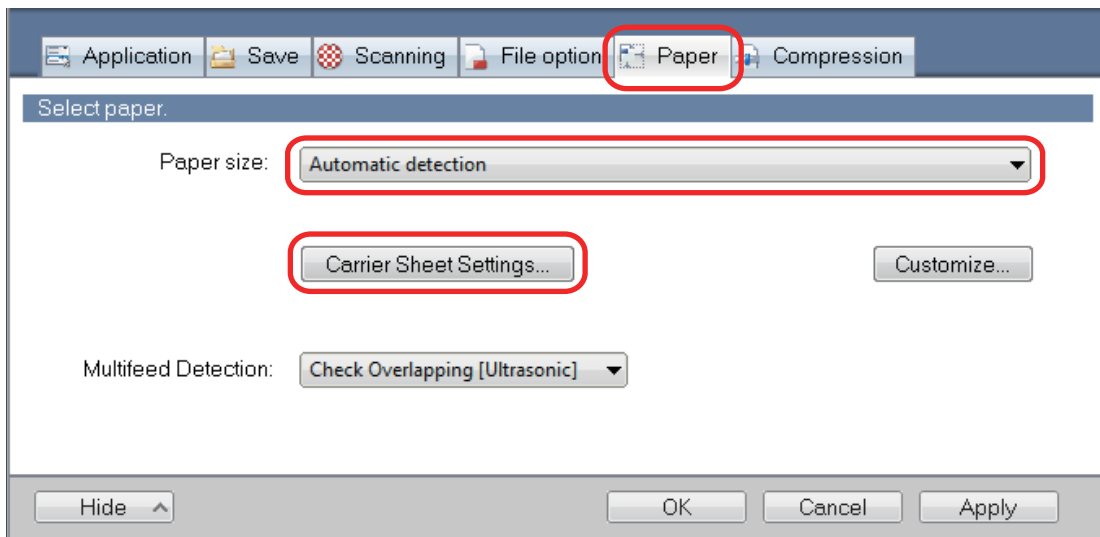 Application Save Scanning File option Paper Compression
Select paper.
Paper size: Automatic detection
Carrier Sheet Settings... Customize...
Multifeed Detection: Check Overlapping [Ultrasonic]
Hide OK Cancel Apply